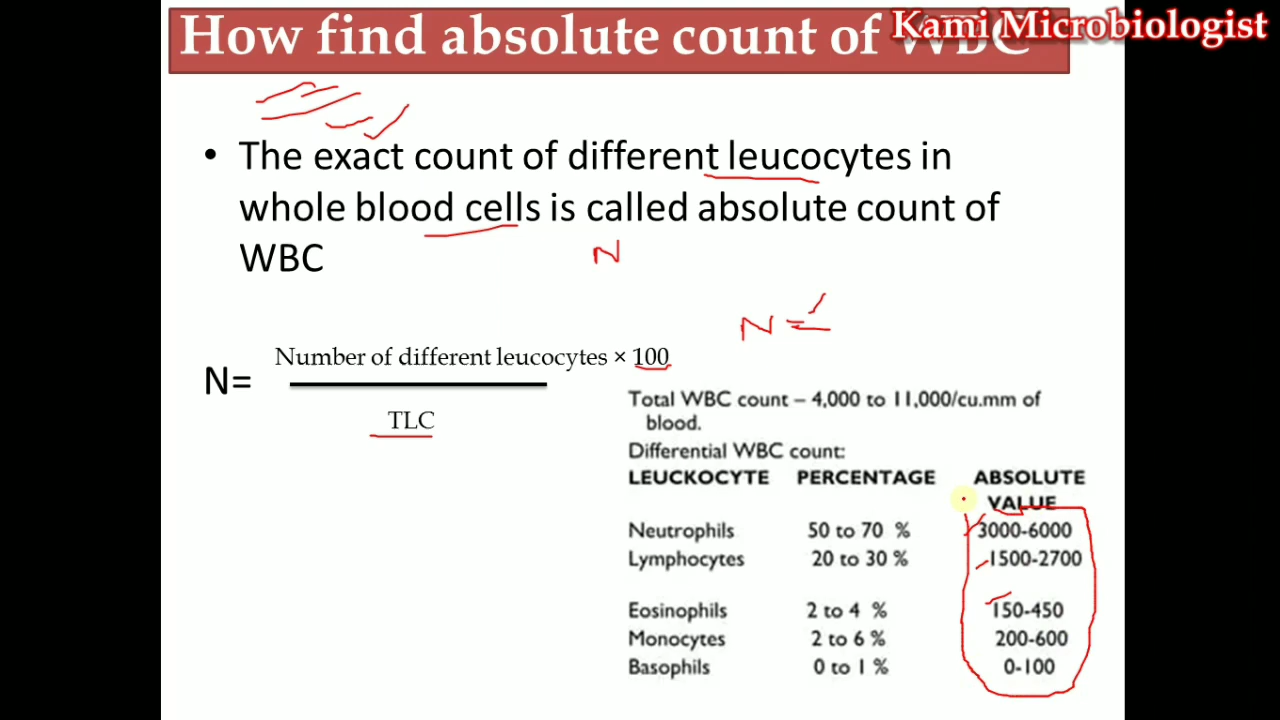 How find absolute count of WBC
Kami Microbiologist
• The exact count of different leucocytes in
whole blood cells is called absolute count of
WBC
N
N =
Number of different leucocytes × 100
N=
TLC
Total WBC count – 4,000 to 11,000/cu.mm of
blood.
Differential WBC count:
LEUCKOCYTE PERCENTAGE ABSOLUTE
VALUE
Neutrophils 50 to 70 % 3000-6000
Lymphocytes 20 to 30 % 1500-2700
Eosinophils 2 to 4 % 150-450
Monocytes 2 to 6 % 200-600
Basophils 0 to 1 % 0-100